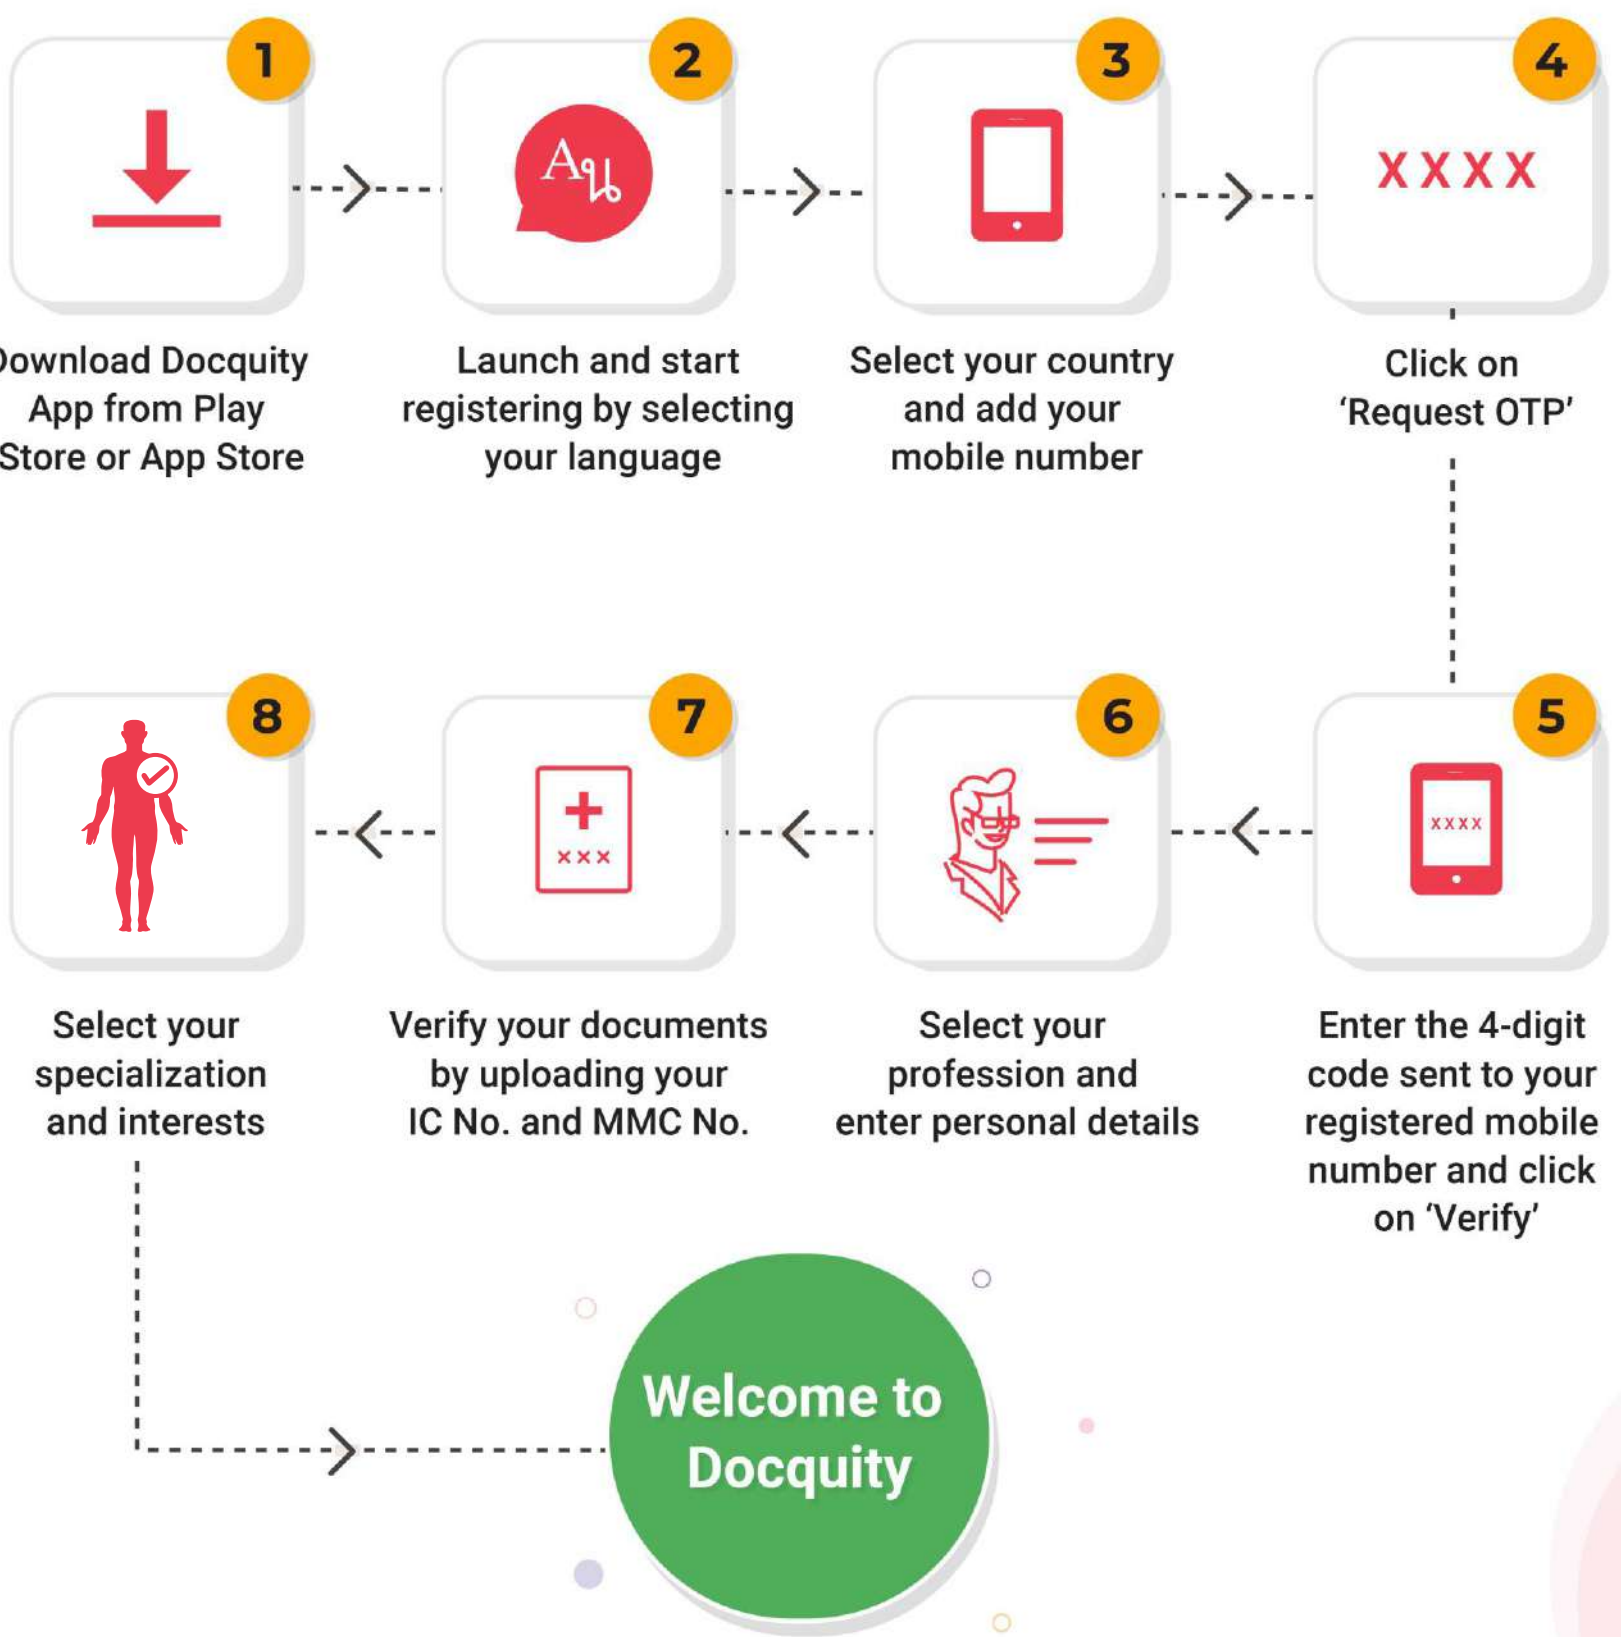 1
Download Docquity
App from Play
Store or App Store
2
Aน
Launch and start
registering by selecting
your language
3
Select your country
and add your
mobile number
4
XXXX
Click on
‘Request OTP’
5
xxxx
Enter the 4-digit
code sent to your
registered mobile
number and click
on ‘Verify’
6
Select your
profession and
enter personal details
7
xxx
Verify your documents
by uploading your
IC No. and MMC No.
8
Select your
specialization
and interests
Welcome to
Docquity